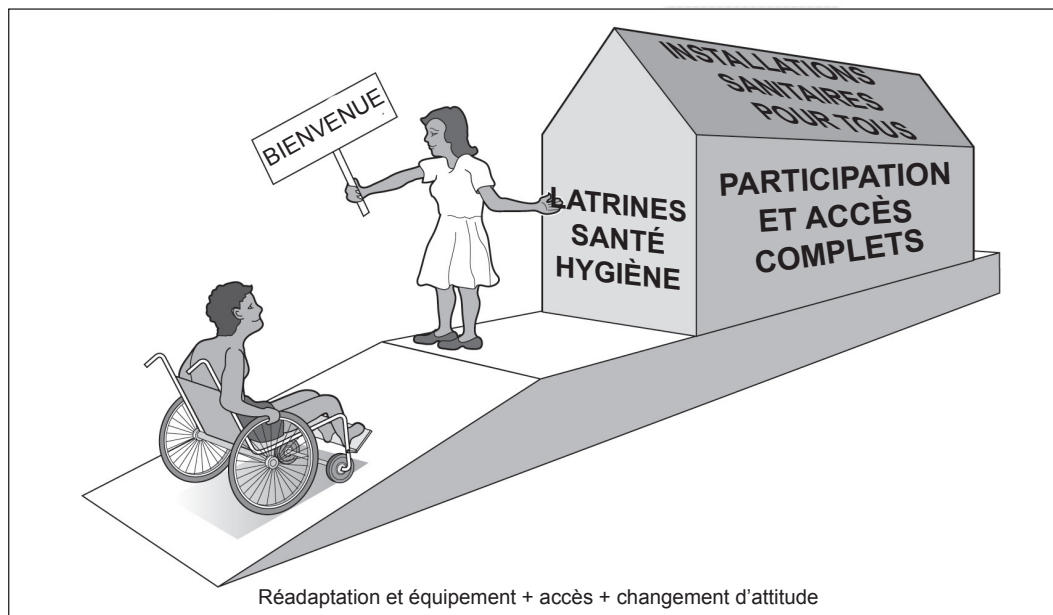 BIENVENUE
INSTALLATIONS
SANITAIRES
POUR TOUS
LATRINES
SANTÉ
HYGIÈNE
PARTICIPATION
ET ACCÈS
COMPLETS
Réadaptation et équipement + accès + changement d’attitude